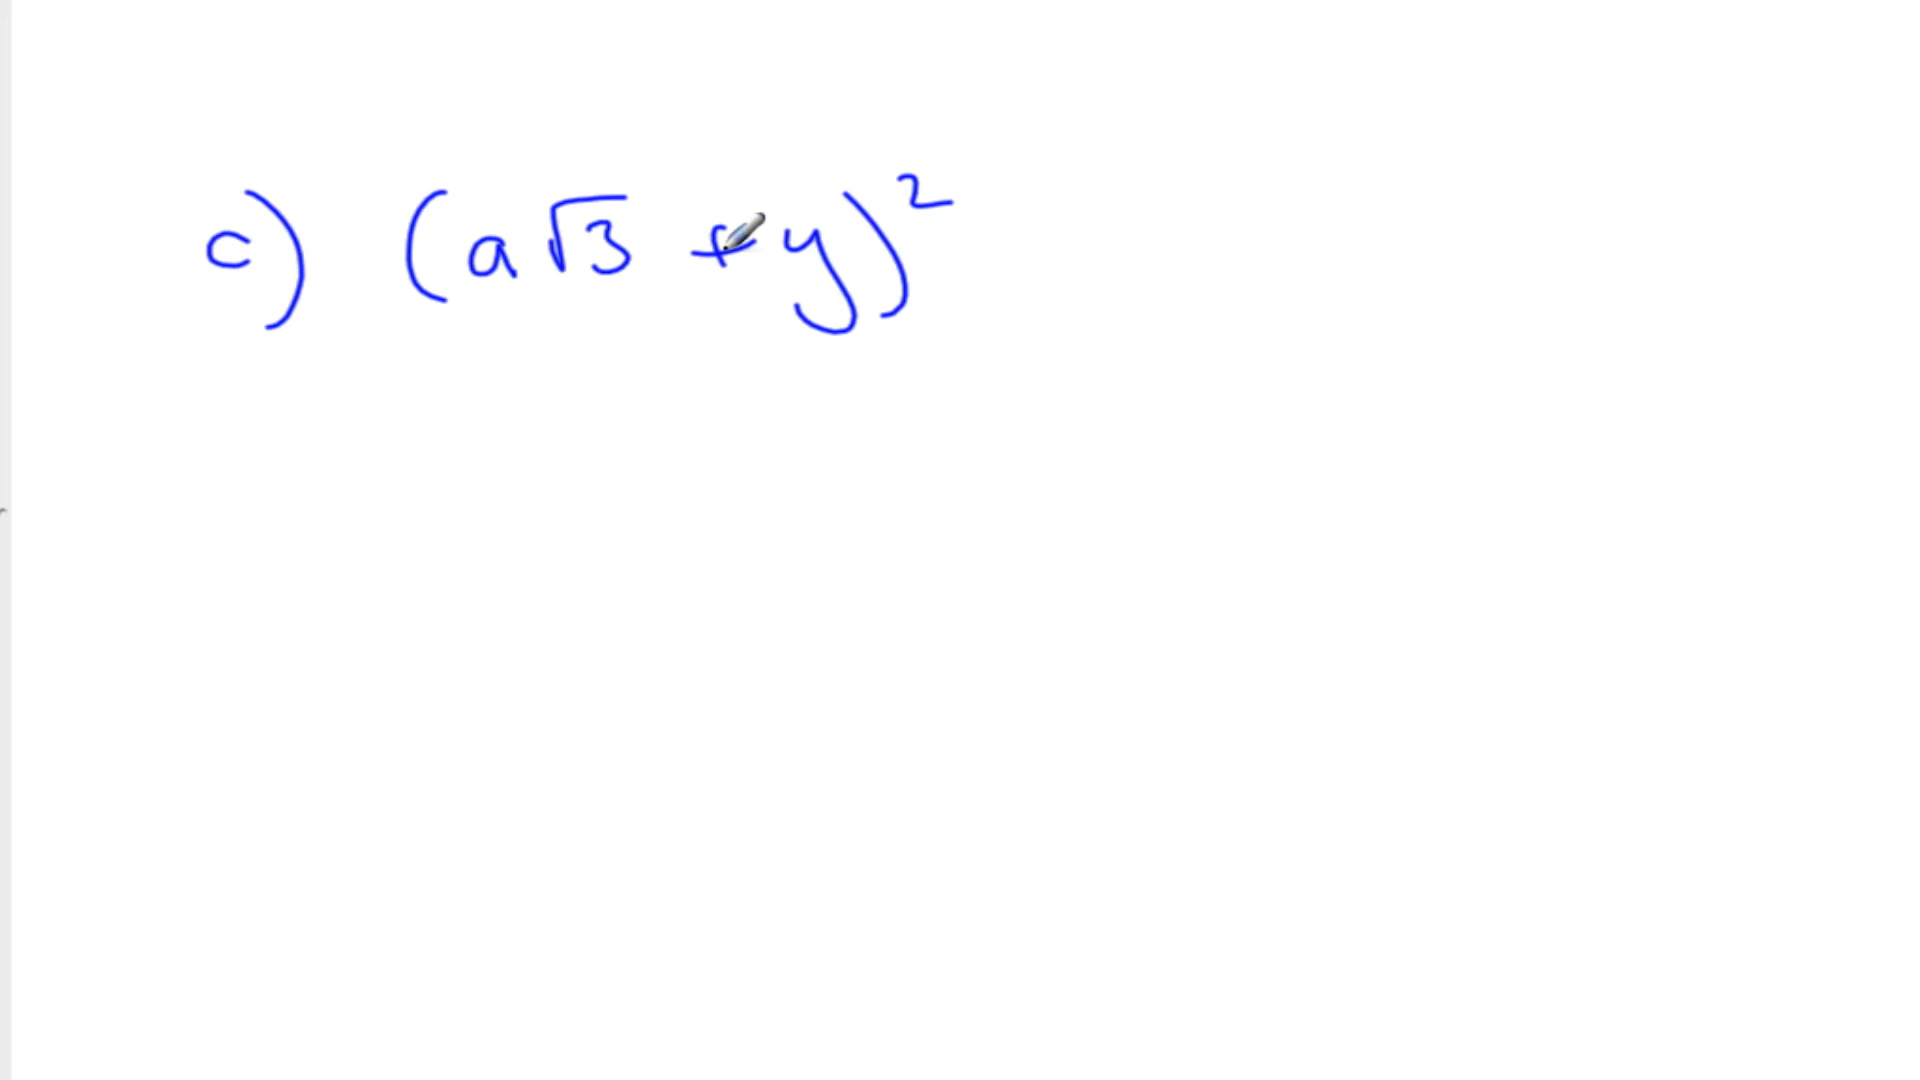 c) (a√3 + y)²